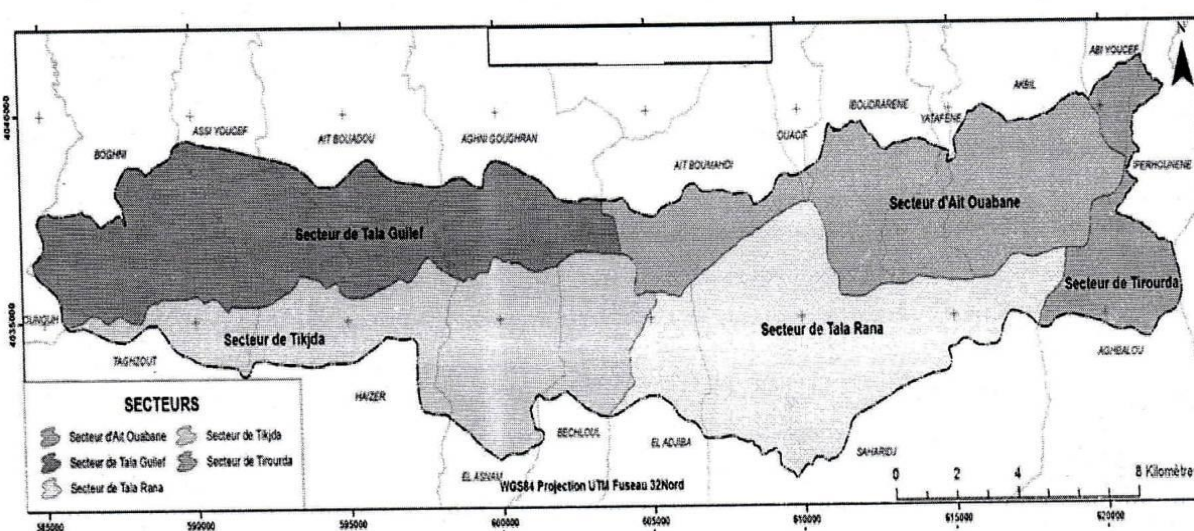 N
ABI YOUCEF
AKBIL
IBOUDRARENE
YATAFENE
OUACIF
ASSI YOUCEF
AIT BOUADOU
AGHNI GOUGHRAN
BOGHNI
AIT BOUMAHDI
IFERHOUNENE
4040000
Secteur d'Ait Ouabane
Secteur de Tala Guilef
Secteur de Tirourda
4035000
Secteur de Tala Rana
Secteur de Tikjda
AGHBALOU
TAGHZOUT
HAIZER
SECTEURS
Secteur d'Ait Ouabane
Secteur de Tikjda
Secteur de Tala Guilef
Secteur de Tirourda
Secteur de Tala Rana
BECHLOUL
EL ADJIBA
SAHARIDJ
EL ASNAM
WGS84 Projection UTM Fuseau 32Nord
0 2 4 8 Kilomètre
585000 590000 595000 600000 605000 610000 615000 620000